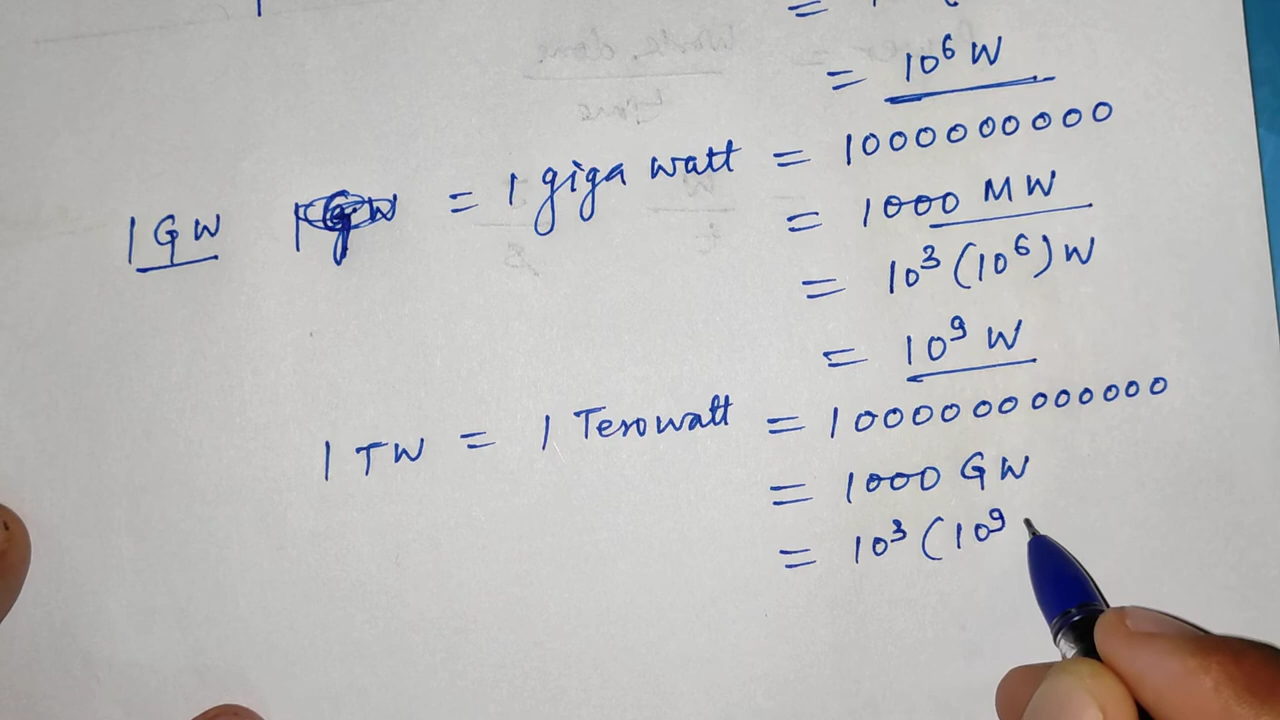 =
= 10⁶ W
1 GW = 1 giga watt = 1000000000
= 1000 MW
= 10³ (10⁶) W
= 10⁹ W
1 TW = 1 Terowatt = 1000000000000
= 1000 GW
= 10³ (10⁹